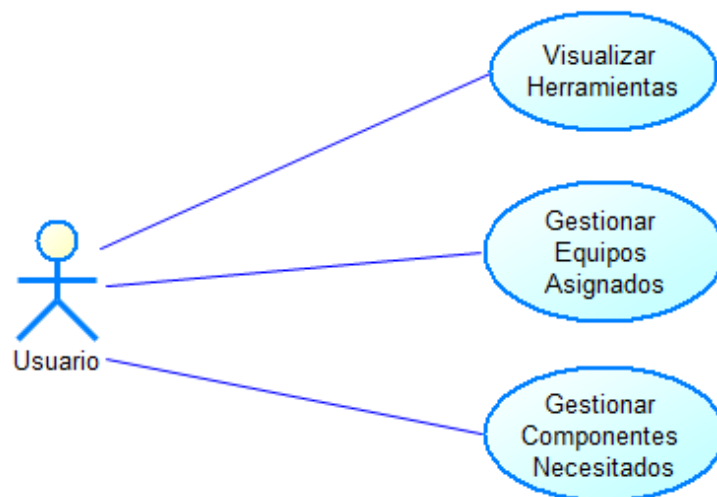 Visualizar
Herramientas
Gestionar
Equipos
Asignados
Usuario
Gestionar
Componentes
Necesitados